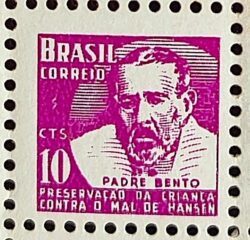 BRASIL
CORREIO
CTS
10
PADRE BENTO
PRESERVAÇÃO DA CRIANÇA
CONTRA O MAL DE HANSEN